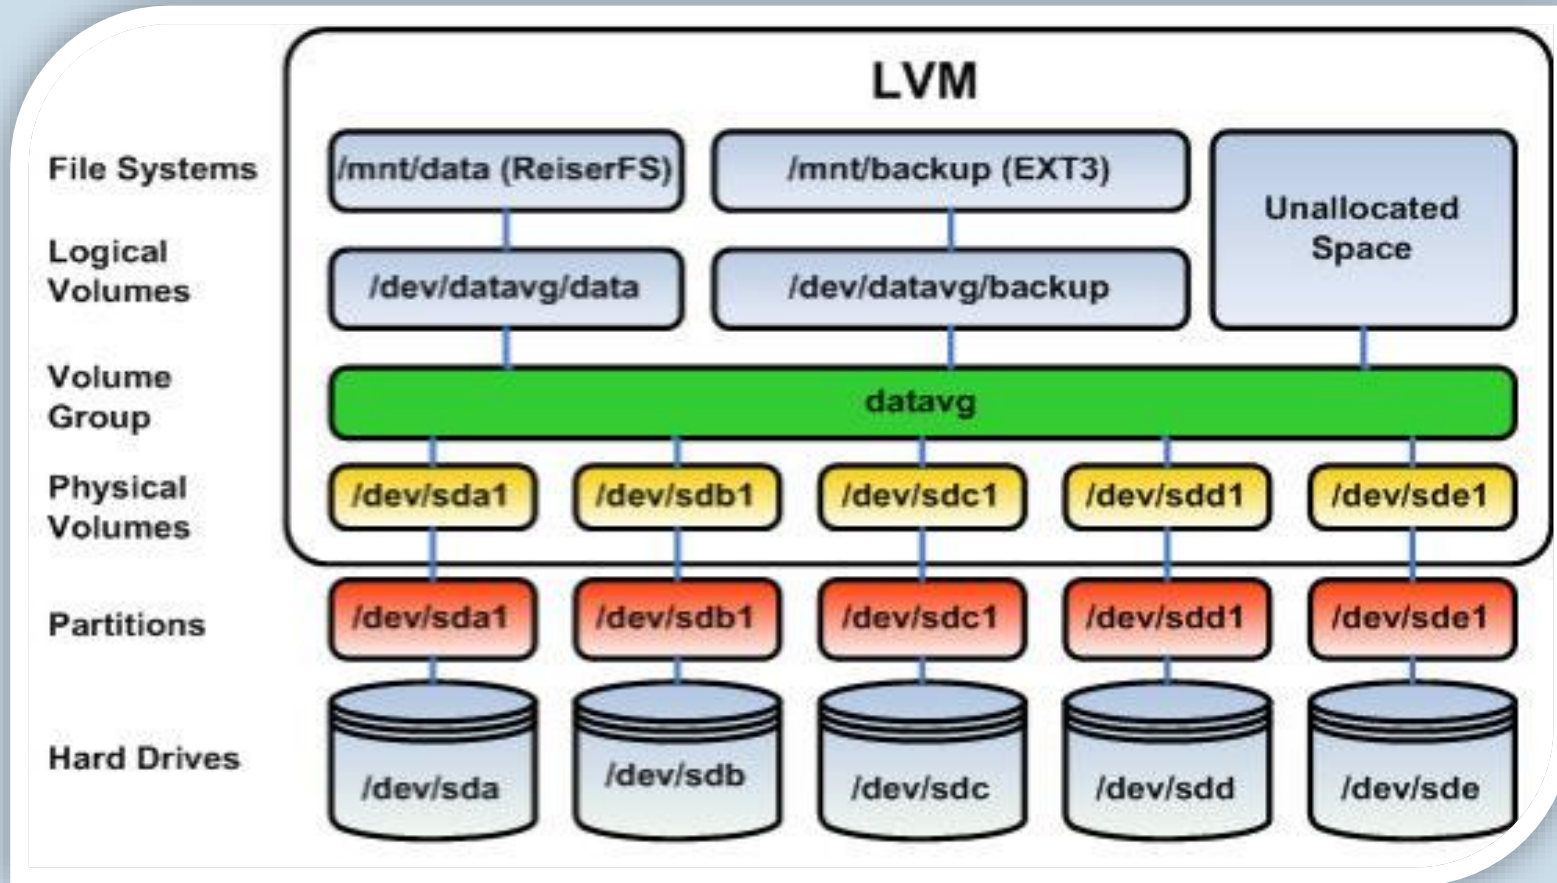 LVM
File Systems
/mnt/data (ReiserFS)
/mnt/backup (EXT3)
Unallocated
Space
Logical
Volumes
/dev/datavg/data
/dev/datavg/backup
Volume
Group
datavg
Physical
Volumes
/dev/sda1
/dev/sdb1
/dev/sdc1
/dev/sdd1
/dev/sde1
Partitions
/dev/sda1
/dev/sdb1
/dev/sdc1
/dev/sdd1
/dev/sde1
Hard Drives
/dev/sda
/dev/sdb
/dev/sdc
/dev/sdd
/dev/sde